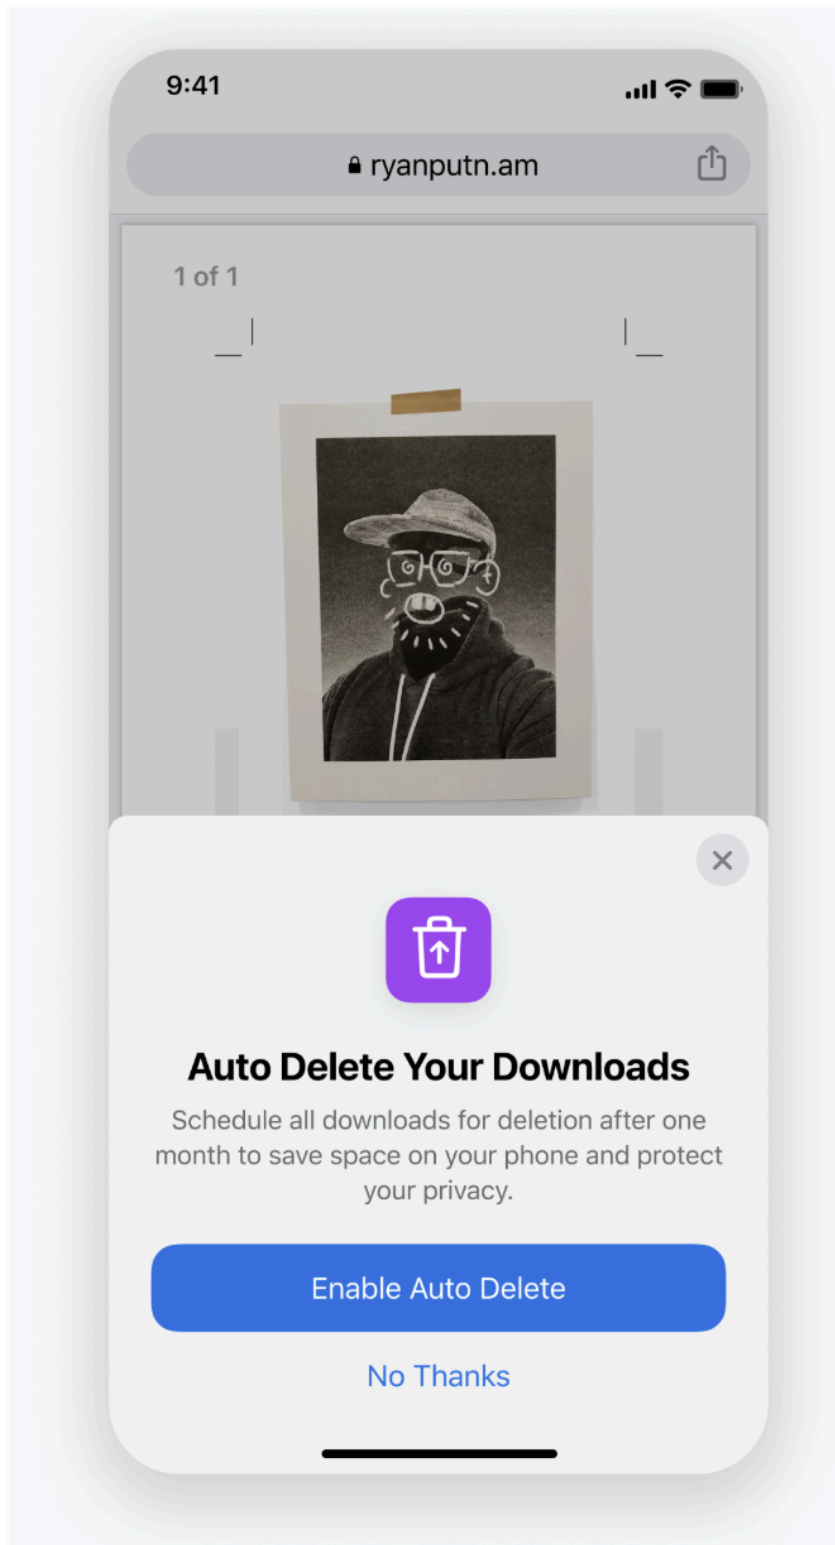 9:41
ryanputn.am
1 of 1
Auto Delete Your Downloads
Schedule all downloads for deletion after one
month to save space on your phone and protect
your privacy.
Enable Auto Delete
No Thanks